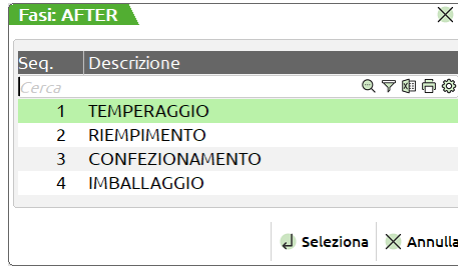 Fasi: AFTER
Seq. Descrizione
Cerca
1 TEMPERAGGIO
2 RIEMPIMENTO
3 CONFEZIONAMENTO
4 IMBALLAGGIO
Seleziona Annulla